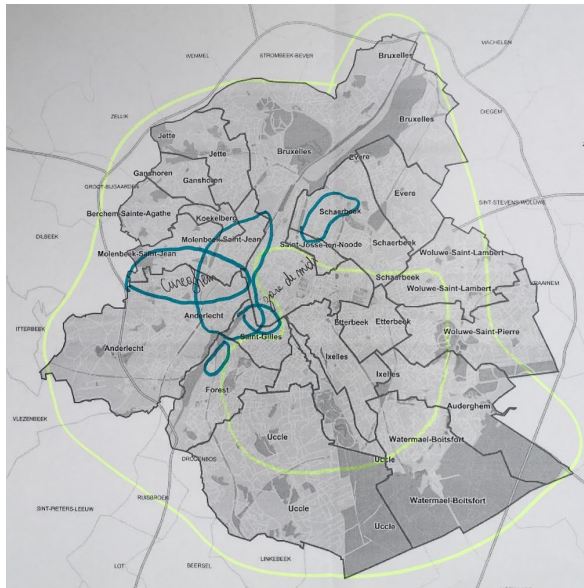 WEMMEL
STROMBEEK-BEVER
MACHELEN
Bruxelles
ZELLIK
Bruxelles
DIEGEM
Jette
Jette
Bruxelles
Evere
Ganshoren
Ganshoren
GROOT-BIJGAARDEN
Evere
SINT-STEVENS-WOLUWE
Berchem-Sainte-Agathe
Koekelberg
Schaerbeek
DILBEEK
Molenbeek-Saint-Jean
Saint-Josse-ten-Noode
Schaerbeek
Molenbeek-Saint-Jean
Woluwe-Saint-Lambert
Cureghem
gare du midi
Schaerbeek
KRAAINEM
Woluwe-Saint-Lambert
Anderlecht
ITTERBEEK
Etterbeek
Etterbeek
Woluwe-Saint-Pierre
Saint-Gilles
Anderlecht
Ixelles
Ixelles
Forest
Auderghem
VLEZENBEEK
Uccle
Watermael-Boitsfort
DROGENBOS
Uccle
RUISBROEK
Watermael-Boitsfort
SINT-PIETERS-LEEUW
Uccle
Uccle
LINKEBEEK
LOT
BEERSEL